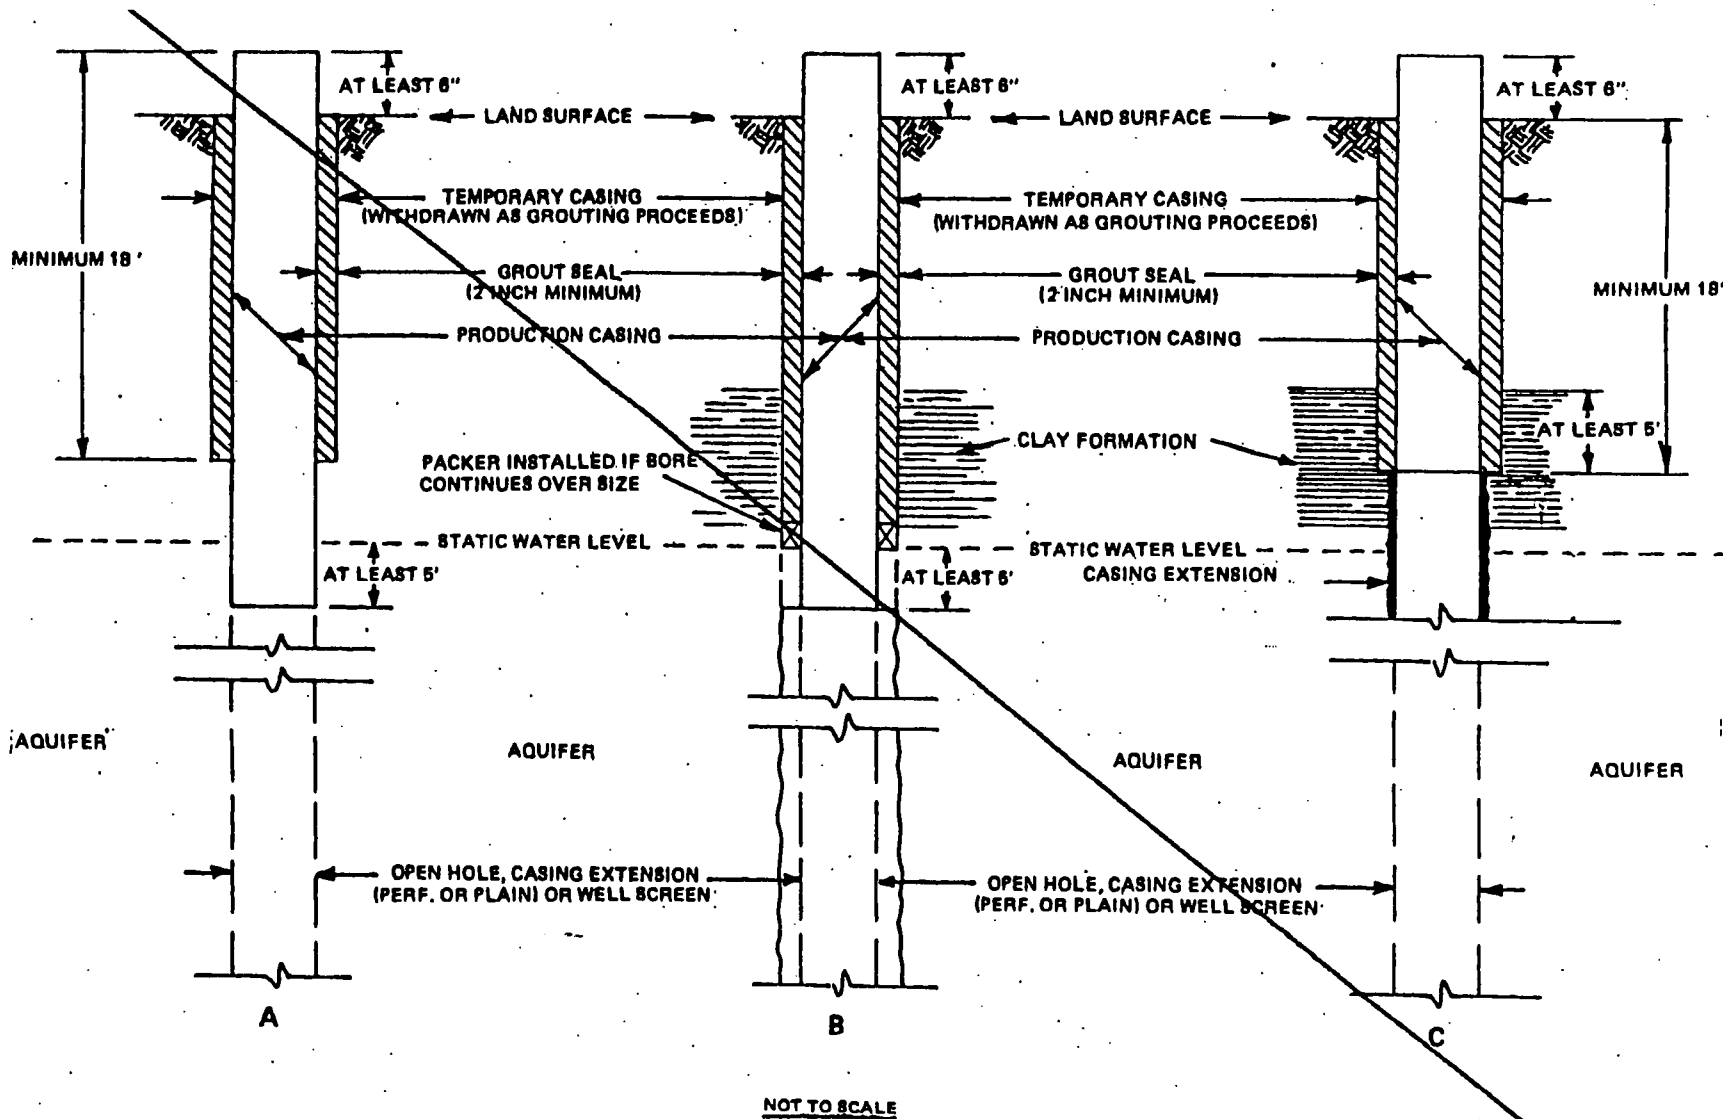 AT LEAST 6"
AT LEAST 6"
AT LEAST 6"
LAND SURFACE
LAND SURFACE
TEMPORARY CASING
(WITHDRAWN AS GROUTING PROCEEDS)
TEMPORARY CASING
(WITHDRAWN AS GROUTING PROCEEDS)
MINIMUM 18'
GROUT SEAL
(2 INCH MINIMUM)
GROUT SEAL
(2 INCH MINIMUM)
MINIMUM 18'
PRODUCTION CASING
PRODUCTION CASING
CLAY FORMATION
AT LEAST 5'
PACKER INSTALLED IF BORE
CONTINUES OVER SIZE
STATIC WATER LEVEL
STATIC WATER LEVEL
AT LEAST 5'
AT LEAST 5'
CASING EXTENSION
AQUIFER
AQUIFER
AQUIFER
AQUIFER
OPEN HOLE, CASING EXTENSION
(PERF. OR PLAIN) OR WELL SCREEN
OPEN HOLE, CASING EXTENSION
(PERF. OR PLAIN) OR WELL SCREEN
A
B
C
NOT TO SCALE